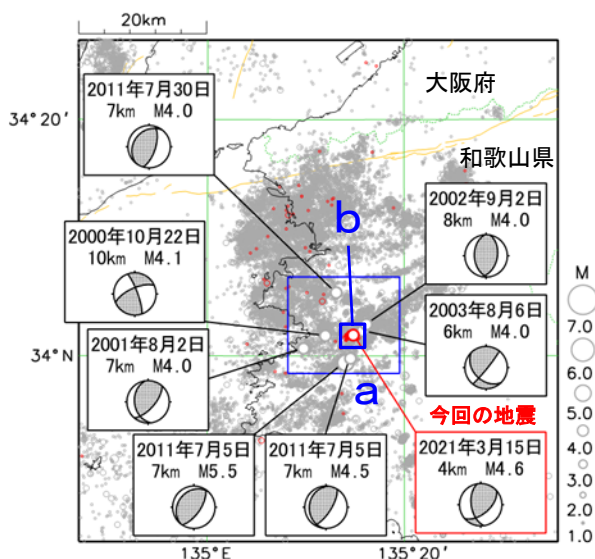 20km
大阪府
2011年7月30日
7km M4.0
34°20′
和歌山県
2002年9月2日
8km M4.0
b
2000年10月22日
10km M4.1
M
7.0
6.0
5.0
4.0
3.0
2.0
1.0
2003年8月6日
6km M4.0
2001年8月2日
7km M4.0
34°N
a
今回の地震
2011年7月5日
7km M5.5
2011年7月5日
7km M4.5
2021年3月15日
4km M4.6
135°E
135°20′